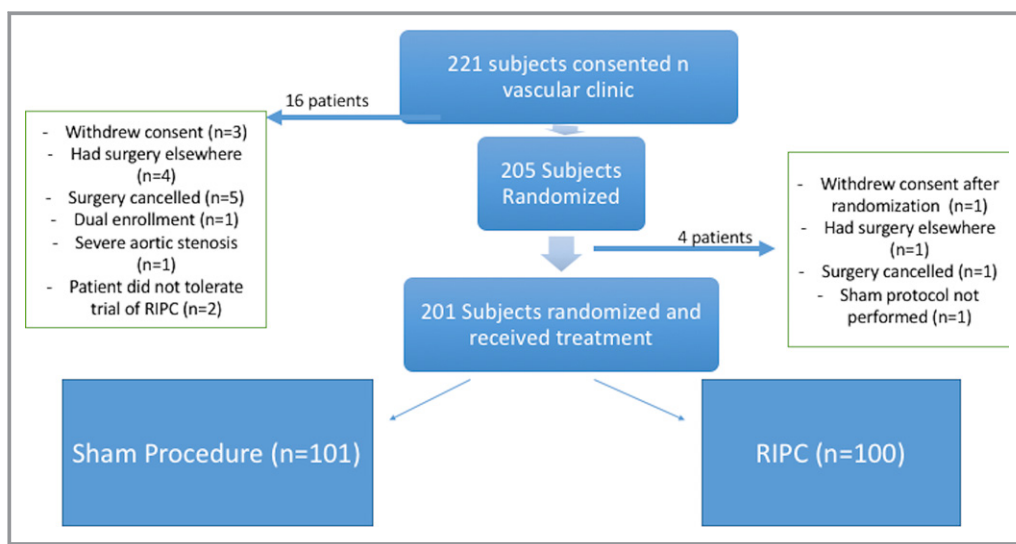 221 subjects consented n
vascular clinic
16 patients
- Withdrew consent (n=3)
- Had surgery elsewhere
(n=4)
- Surgery cancelled (n=5)
- Dual enrollment (n=1)
- Severe aortic stenosis
(n=1)
- Patient did not tolerate
trial of RIPC (n=2)
205 Subjects
Randomized
4 patients
- Withdrew consent after
randomization (n=1)
- Had surgery elsewhere
(n=1)
- Surgery cancelled (n=1)
- Sham protocol not
performed (n=1)
201 Subjects randomized and
received treatment
Sham Procedure (n=101)
RIPC (n=100)